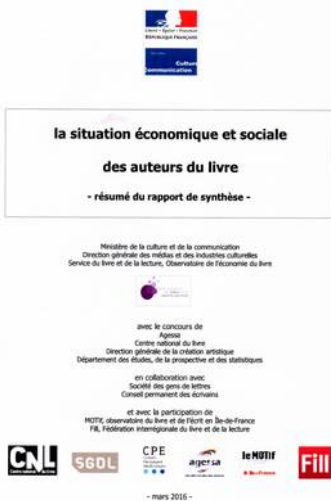 Liberté • Égalité • Fraternité
RÉPUBLIQUE FRANÇAISE
Culture
Communication
la situation économique et sociale
des auteurs du livre
- résumé du rapport de synthèse -
Ministère de la culture et de la communication
Direction générale des médias et des industries culturelles
Service du livre et de la lecture, Observatoire de l'économie du livre
avec le concours de
Agessa
Centre national du livre
Direction générale de la création artistique
Département des études, de la prospective et des statistiques
en collaboration avec
Société des gens de lettres
Conseil permanent des écrivains
et avec la participation de
MOTif, observatoire du livre et de l'écrit en Île-de-France
Fill, Fédération interrégionale du livre et de la lecture
CNL
SGDL
CPE
agessa
le MOTif
Fill
- mars 2016 -